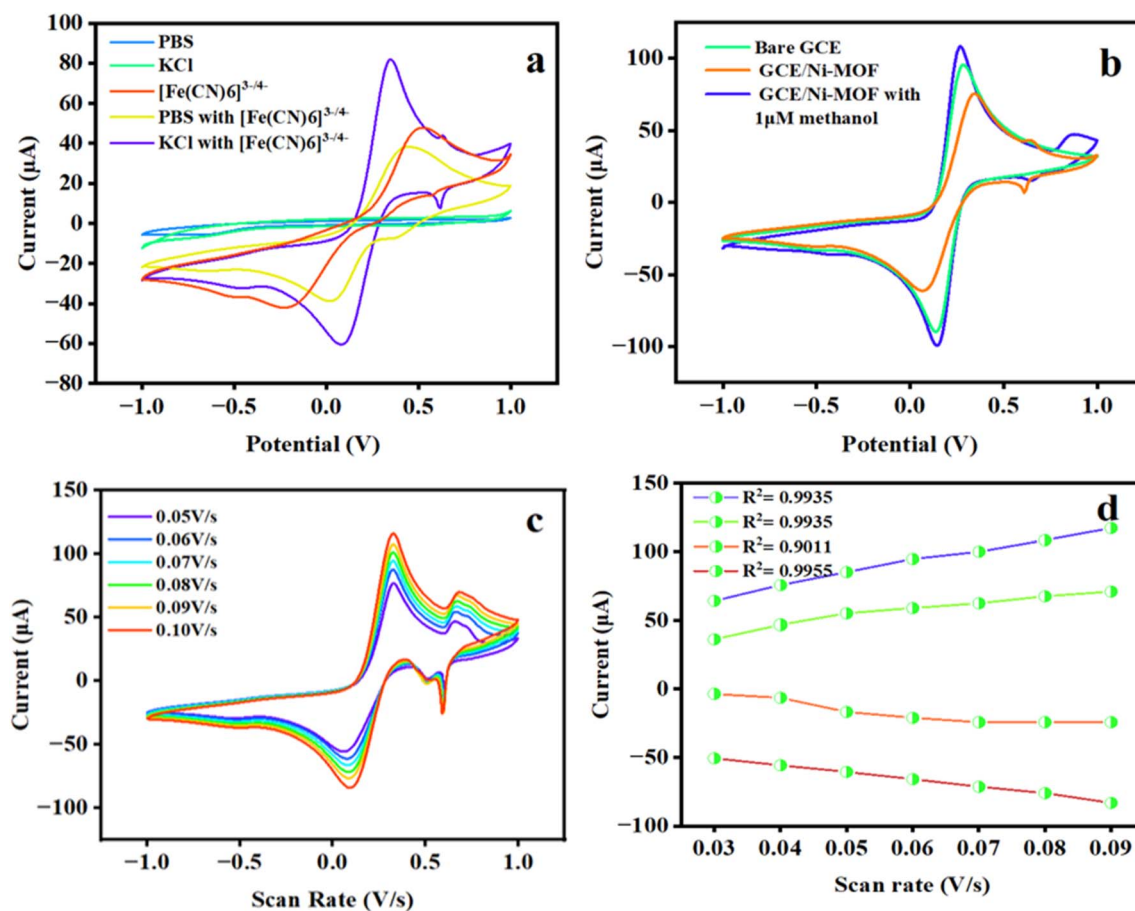 a
PBS
KCl
[Fe(CN)6]³⁻/⁴⁻
PBS with [Fe(CN)6]³⁻/⁴⁻
KCl with [Fe(CN)6]³⁻/⁴⁻
100
80
60
40
20
0
−20
−40
−60
−80
Current (µA)
−1.0 −0.5 0.0 0.5 1.0
Potential (V)
b
Bare GCE
GCE/Ni-MOF
GCE/Ni-MOF with
1µM methanol
100
50
0
−50
−100
Current (µA)
−1.0 −0.5 0.0 0.5 1.0
Potential (V)
c
0.05V/s
0.06V/s
0.07V/s
0.08V/s
0.09V/s
0.10V/s
150
100
50
0
−50
−100
Current (µA)
−1.0 −0.5 0.0 0.5 1.0
Scan Rate (V/s)
d
R²= 0.9935
R²= 0.9935
R²= 0.9011
R²= 0.9955
150
100
50
0
−50
−100
Current (µA)
0.03 0.04 0.05 0.06 0.07 0.08 0.09
Scan rate (V/s)